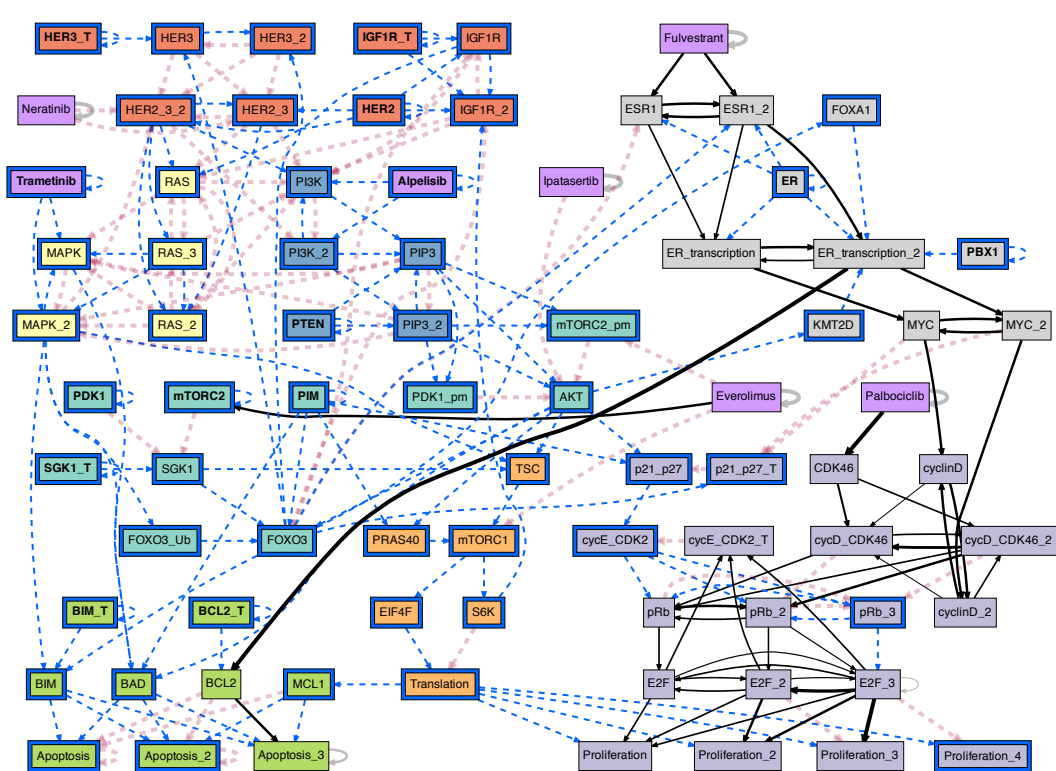 HER3_T
HER3
HER3_2
IGF1R_T
IGF1R
Fulvestrant
Neratinib
HER2_3_2
HER2_3
HER2
IGF1R_2
ESR1
ESR1_2
FOXA1
Trametinib
RAS
PI3K
Alpelisib
Ipatasertib
ER
MAPK
RAS_3
PI3K_2
PIP3
ER_transcription
ER_transcription_2
PBX1
MAPK_2
RAS_2
PTEN
PIP3_2
mTORC2_pm
KMT2D
MYC
MYC_2
PDK1
mTORC2
PIM
PDK1_pm
AKT
Everolimus
Palbociclib
SGK1_T
SGK1
TSC
p21_p27
p21_p27_T
CDK46
cyclinD
FOXO3_Ub
FOXO3
PRAS40
mTORC1
cycE_CDK2
cycE_CDK2_T
cycD_CDK46
cycD_CDK46_2
BIM_T
BCL2_T
EIF4F
S6K
pRb
pRb_2
pRb_3
cyclinD_2
BIM
BAD
BCL2
MCL1
Translation
E2F
E2F_2
E2F_3
Apoptosis
Apoptosis_2
Apoptosis_3
Proliferation
Proliferation_2
Proliferation_3
Proliferation_4